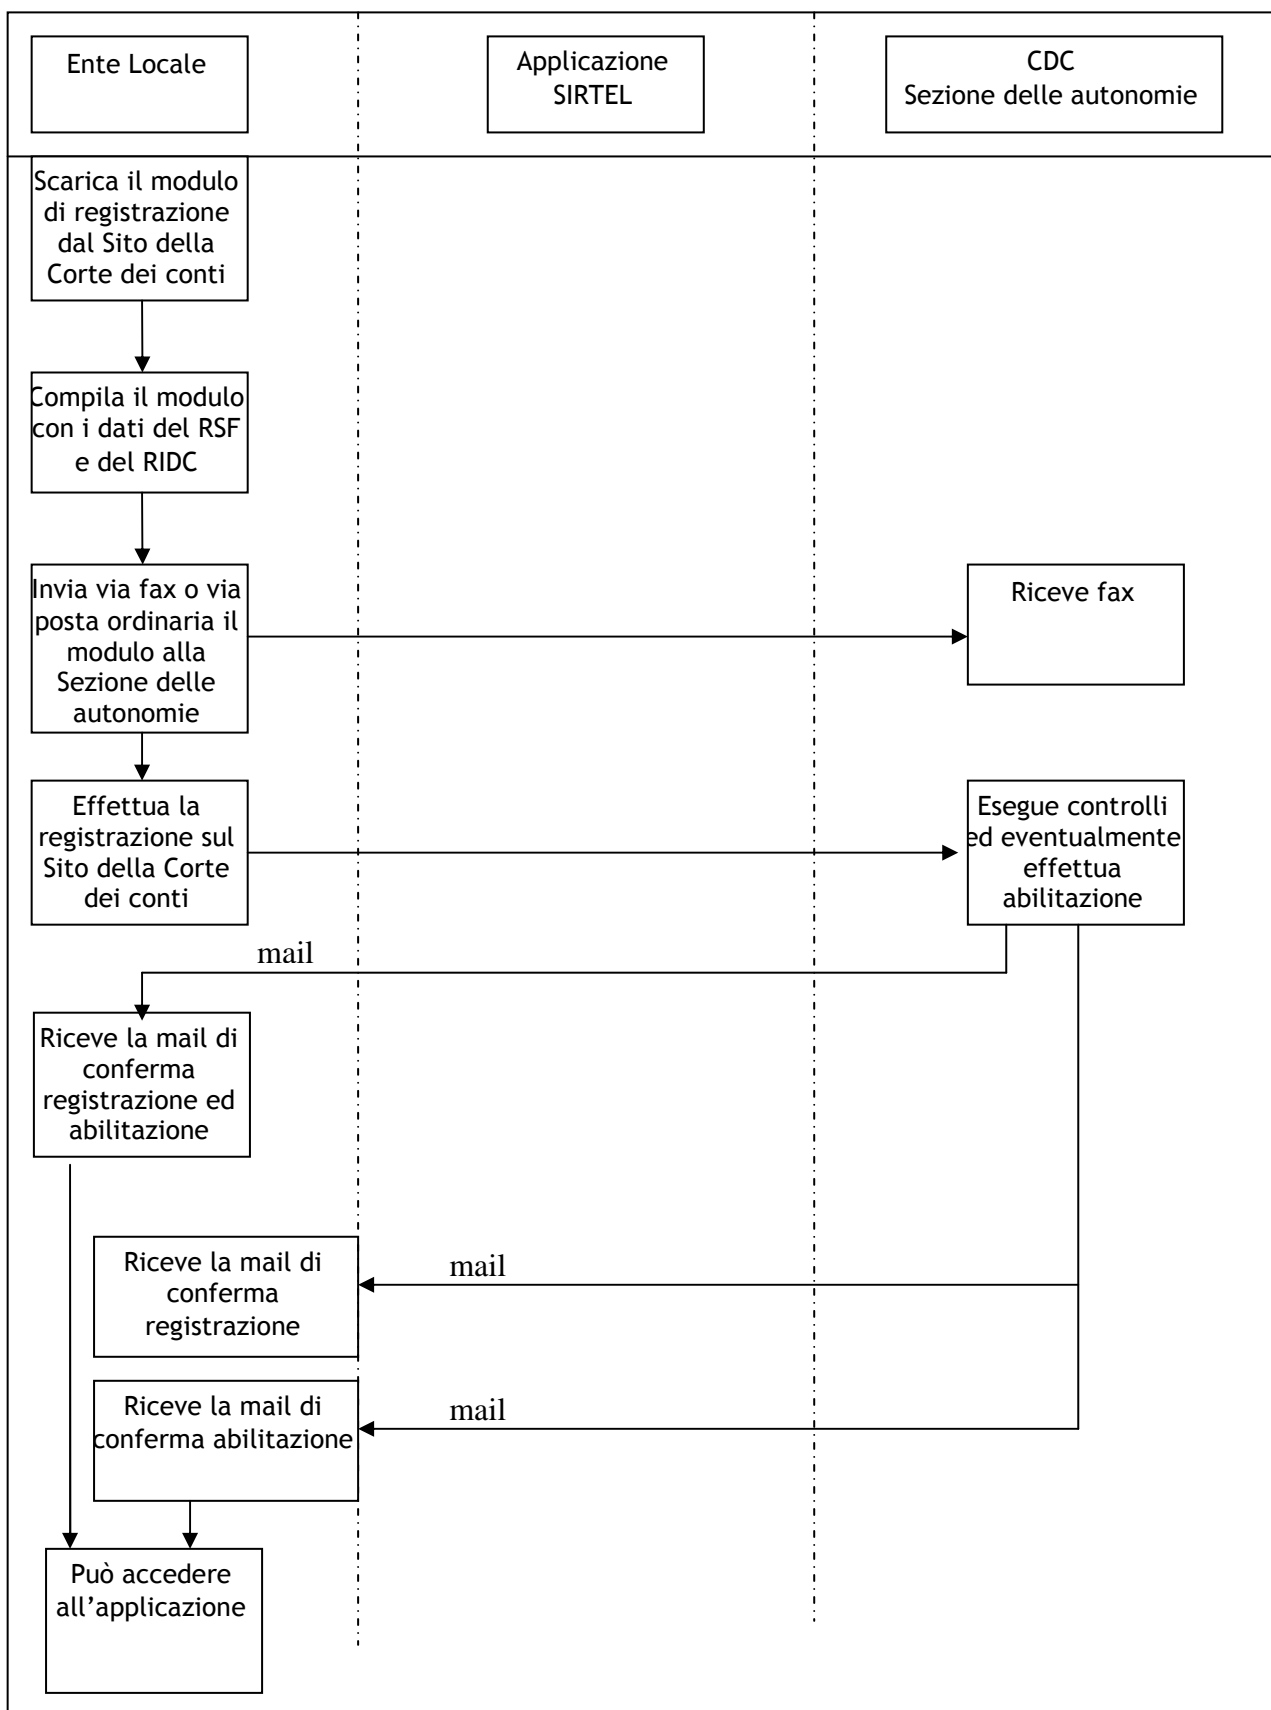 Ente Locale
Applicazione
SIRTEL
CDC
Sezione delle autonomie
Scarica il modulo
di registrazione
dal Sito della
Corte dei conti
Compila il modulo
con i dati del RSF
e del RIDC
Invia via fax o via
posta ordinaria il
modulo alla
Sezione delle
autonomie
Riceve fax
Effettua la
registrazione sul
Sito della Corte
dei conti
Esegue controlli
ed eventualmente
effettua
abilitazione
mail
Riceve la mail di
conferma
registrazione ed
abilitazione
Riceve la mail di
conferma
registrazione
mail
Riceve la mail di
conferma abilitazione
mail
Può accedere
all’applicazione